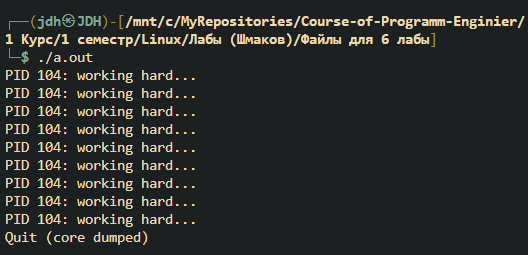 ┌──(jdh㉿JDH)-[/mnt/c/MyRepositories/Course-of-Programm-Enginier/
1 Курс/1 семестр/Linux/Лабы (Шмаков)/Файлы для 6 лабы]
└─$ ./a.out
PID 104: working hard...
PID 104: working hard...
PID 104: working hard...
PID 104: working hard...
PID 104: working hard...
PID 104: working hard...
PID 104: working hard...
PID 104: working hard...
PID 104: working hard...
Quit (core dumped)